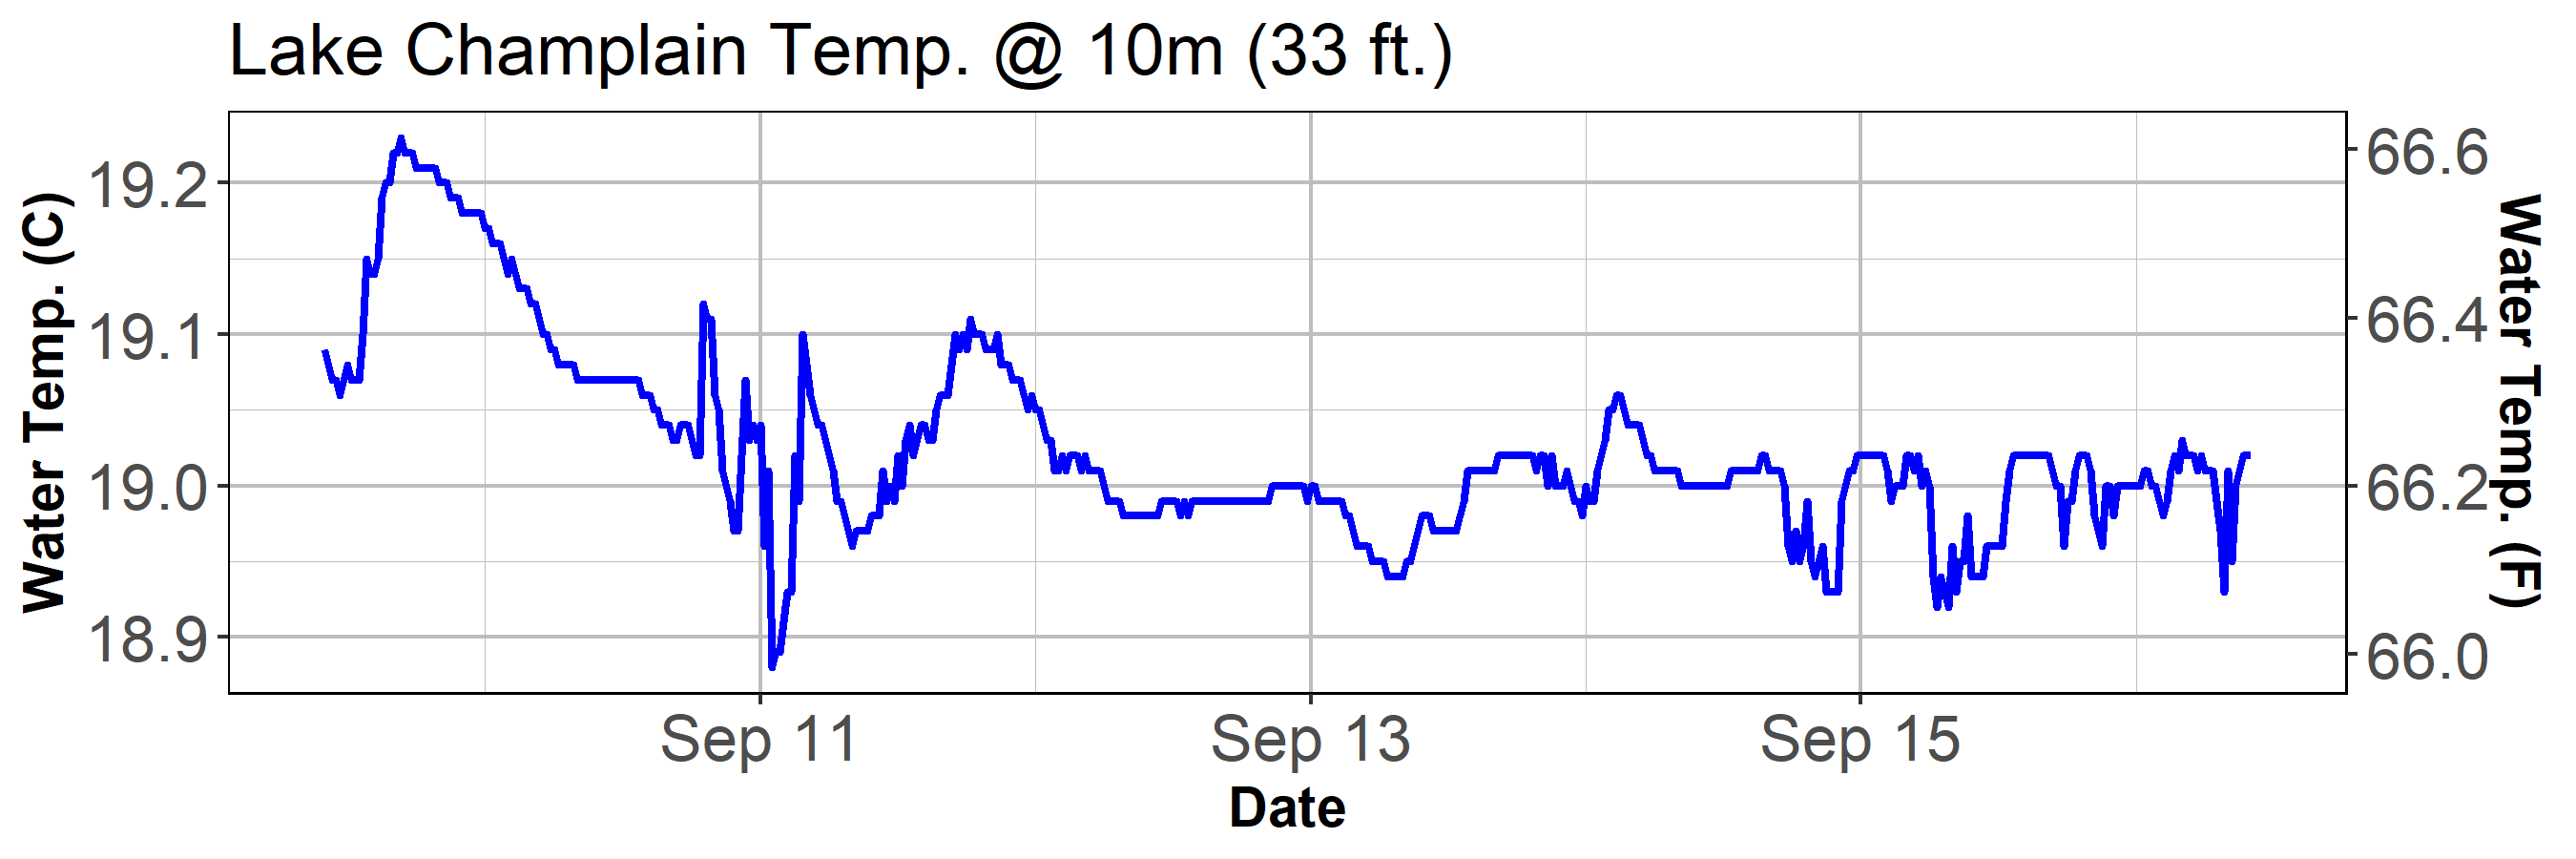 Lake Champlain Temp. @ 10m (33 ft.)
Water Temp. (C)
19.2
19.1
19.0
18.9
66.6
66.4
66.2
66.0
Water Temp. (F)
Sep 11
Sep 13
Sep 15
Date